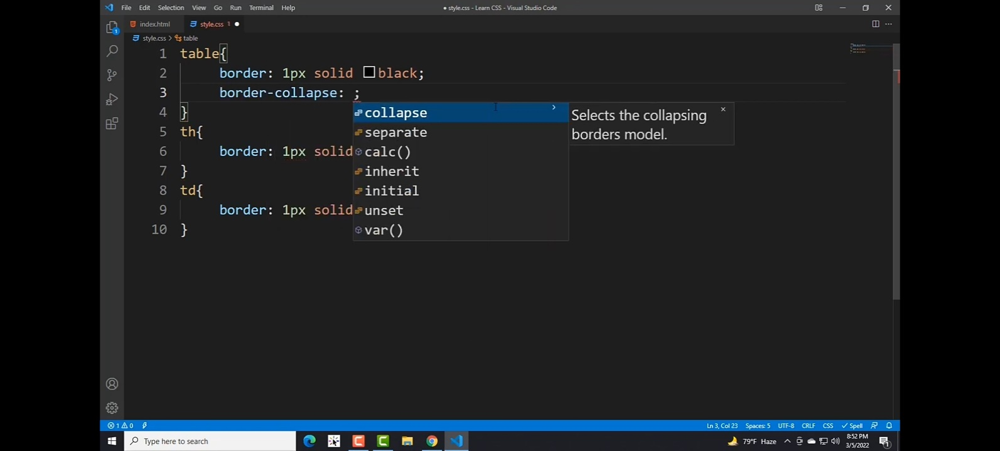 File Edit Selection View Go Run Terminal Help
● style.css - Learn CSS - Visual Studio Code
index.html
style.css 1 ●
style.css > table
1 table{
2 border: 1px solid black;
3 border-collapse: ;
4 }
collapse
Selects the collapsing
borders model.
5 th{
separate
6 border: 1px solid
calc()
7 }
inherit
8 td{
initial
9 border: 1px solid
unset
10 }
var()
1
1 0
Ln 3, Col 23 Spaces: 5 UTF-8 CRLF CSS Spell
Type here to search
79°F Haze
8:52 PM
3/5/2022
1